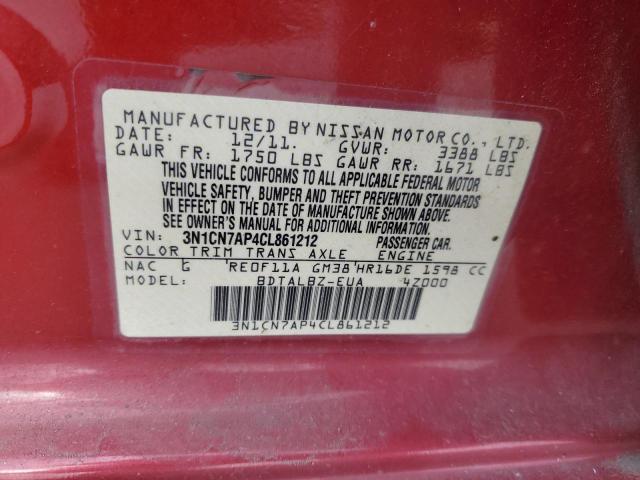 MANUFACTURED BY NISSAN MOTOR CO., LTD.
DATE: 12/11. GVWR: 3388 LBS
GAWR FR: 1750 LBS GAWR RR: 1671 LBS
THIS VEHICLE CONFORMS TO ALL APPLICABLE FEDERAL MOTOR
VEHICLE SAFETY, BUMPER AND THEFT PREVENTION STANDARDS
IN EFFECT ON THE DATE OF MANUFACTURE SHOWN ABOVE.
SEE OWNER'S MANUAL FOR ADDITIONAL INFORMATION.
VIN: 3N1CN7AP4CL861212 PASSENGER CAR.
COLOR TRIM TRANS AXLE ENGINE
NAC G RE0F11A GM38 HR16DE 1598 CC
MODEL: BDTALBZ-EUA 4Z000
3N1CN7AP4CL861212